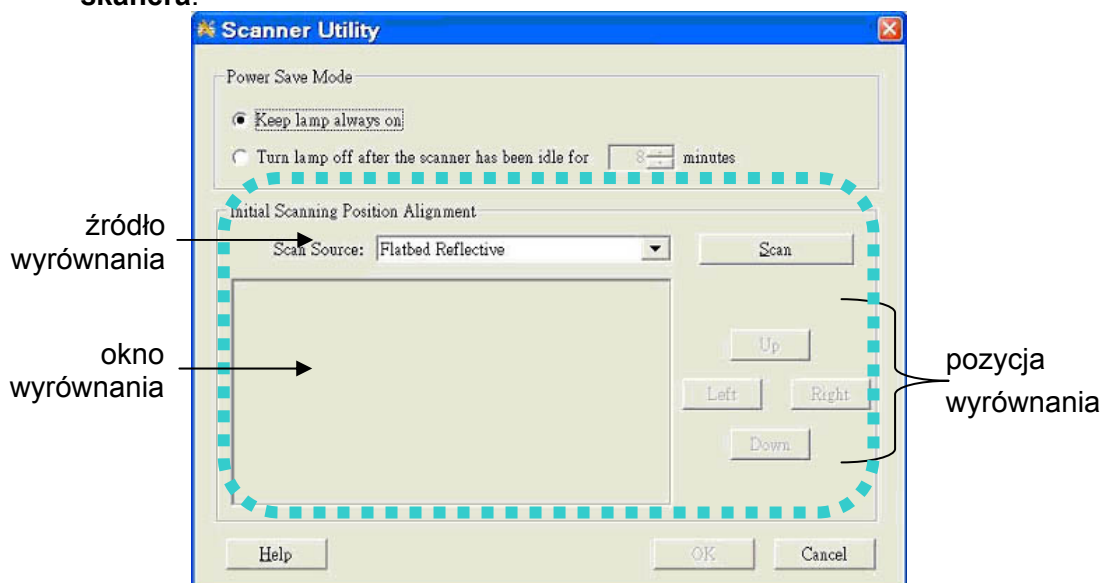 skanera.
Scanner Utility
Power Save Mode
Keep lamp always on
Turn lamp off after the scanner has been idle for 8 minutes
Initial Scanning Position Alignment
źródło
wyrównania
Scan Source: Flatbed Reflective Scan
okno
wyrównania
Up
Left Right
Down
pozycja
wyrównania
Help OK Cancel